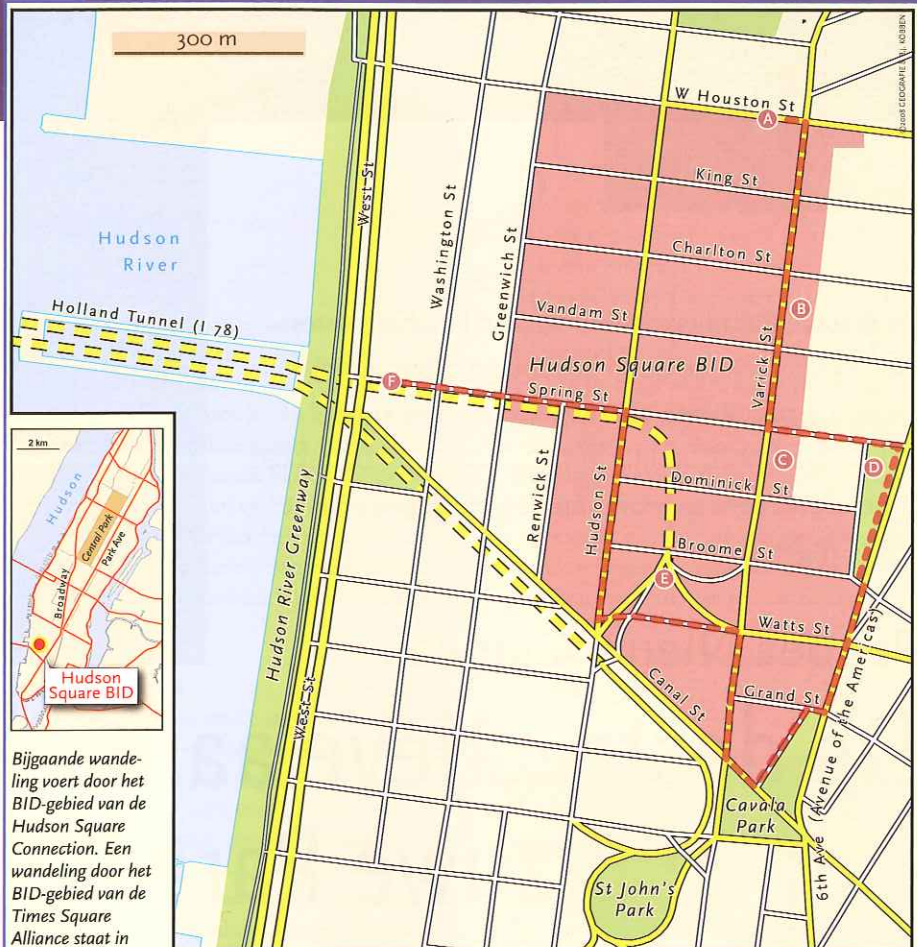 300 m
©2008 GEOGRAFIE & B.J. KÖBBEN
W Houston St
A
King St
West St
Washington St
Greenwich St
Hudson
River
Charlton St
Holland Tunnel (I 78)
Vandam St
B
Varick St
Hudson Square BID
F
Spring St
2 km
Hudson
Central Park
Park Ave
Broadway
Hudson
Square BID
Hudson River Greenway
Renwick St
Hudson St
C
D
Dominick St
Broome St
E
Watts St
Canal St
Grand St
6th Ave (Avenue of the Americas)
West St
Cavala
Park
St John's
Park
Bijgaande wande-
ling voert door het
BID-gebied van de
Hudson Square
Connection. Een
wandeling door het
BID-gebied van de
Times Square
Alliance staat in